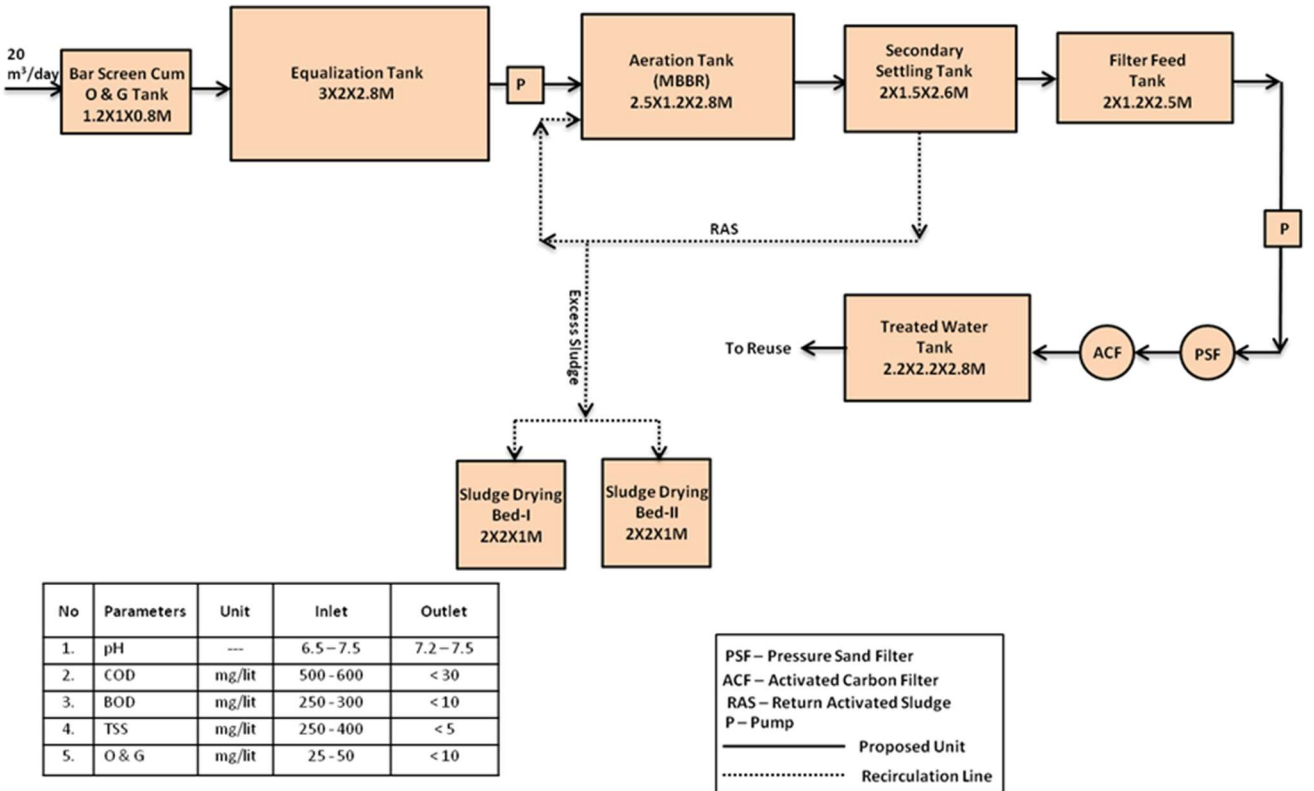 20
m³/day
Bar Screen Cum
O & G Tank
1.2X1X0.8M
Equalization Tank
3X2X2.8M
P
Aeration Tank
(MBBR)
2.5X1.2X2.8M
Secondary
Settling Tank
2X1.5X2.6M
Filter Feed
Tank
2X1.2X2.5M
P
RAS
Excess Sludge
To Reuse
Treated Water
Tank
2.2X2.2X2.8M
ACF
PSF
Sludge Drying
Bed-I
2X2X1M
Sludge Drying
Bed-II
2X2X1M
No Parameters Unit Inlet Outlet
1. pH --- 6.5 – 7.5 7.2 – 7.5
2. COD mg/lit 500 - 600 < 30
3. BOD mg/lit 250 - 300 < 10
4. TSS mg/lit 250 - 400 < 5
5. O & G mg/lit 25 - 50 < 10
PSF – Pressure Sand Filter
ACF – Activated Carbon Filter
RAS – Return Activated Sludge
P – Pump
Proposed Unit
Recirculation Line